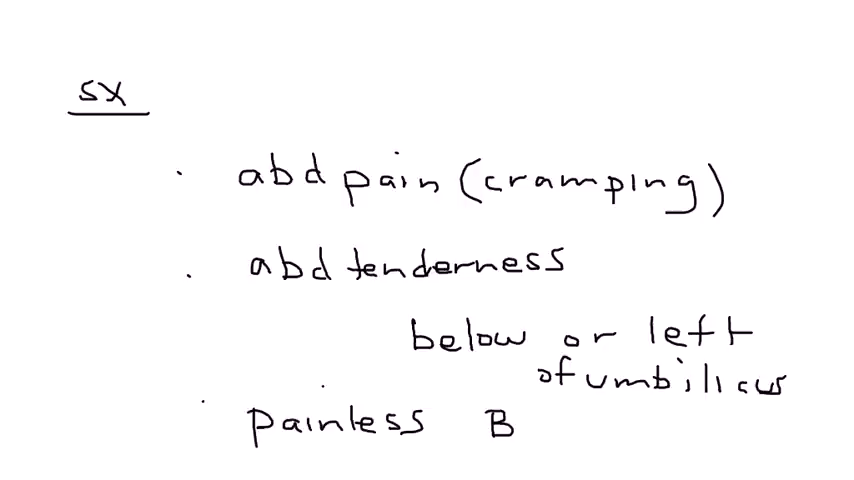 sx
abd pain (cramping)
abd tenderness
below or left
of umbilicus
painless B